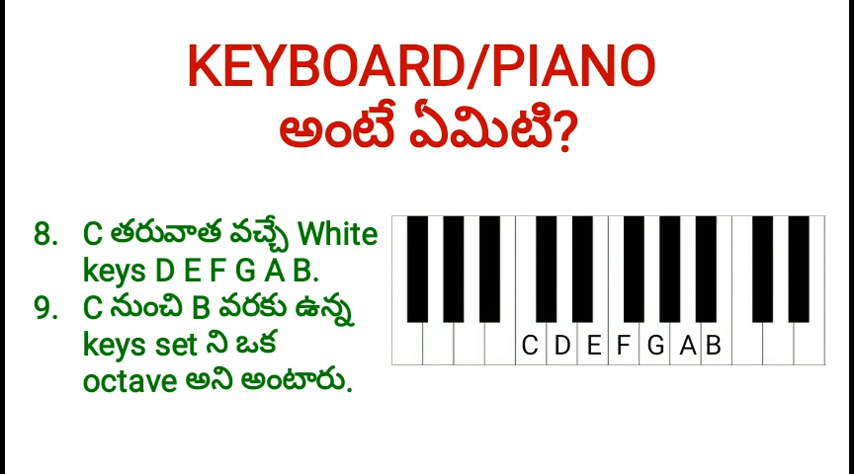 KEYBOARD/PIANO
అంటే ఏమిటి?
8. C తరువాత వచ్చే White
keys D E F G A B.
9. C నుంచి B వరకు ఉన్న
keys set ని ఒక
octave అని అంటారు.
C D E F G A B